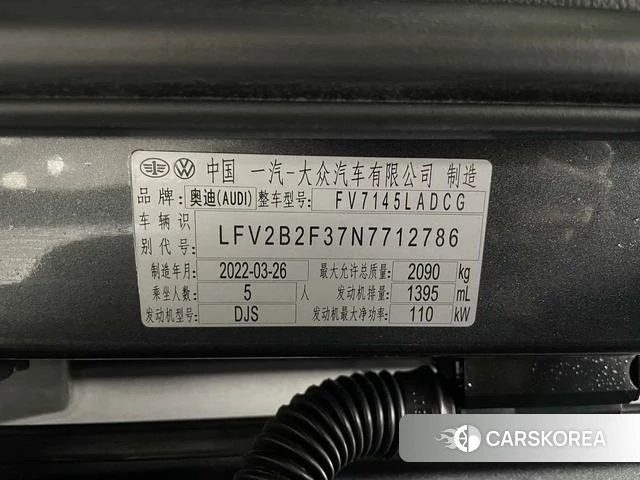 中国 一汽-大众汽车有限公司 制造
品牌: 奥迪(AUDI) 整车型号: FV7145LADCG
车辆识别代号: LFV2B2F37N7712786
制造年月: 2022-03-26 最大允许总质量: 2090 kg
乘坐人数: 5 人 发动机排量: 1395 mL
发动机型号: DJS 发动机最大净功率: 110 kW
CARSKOREA